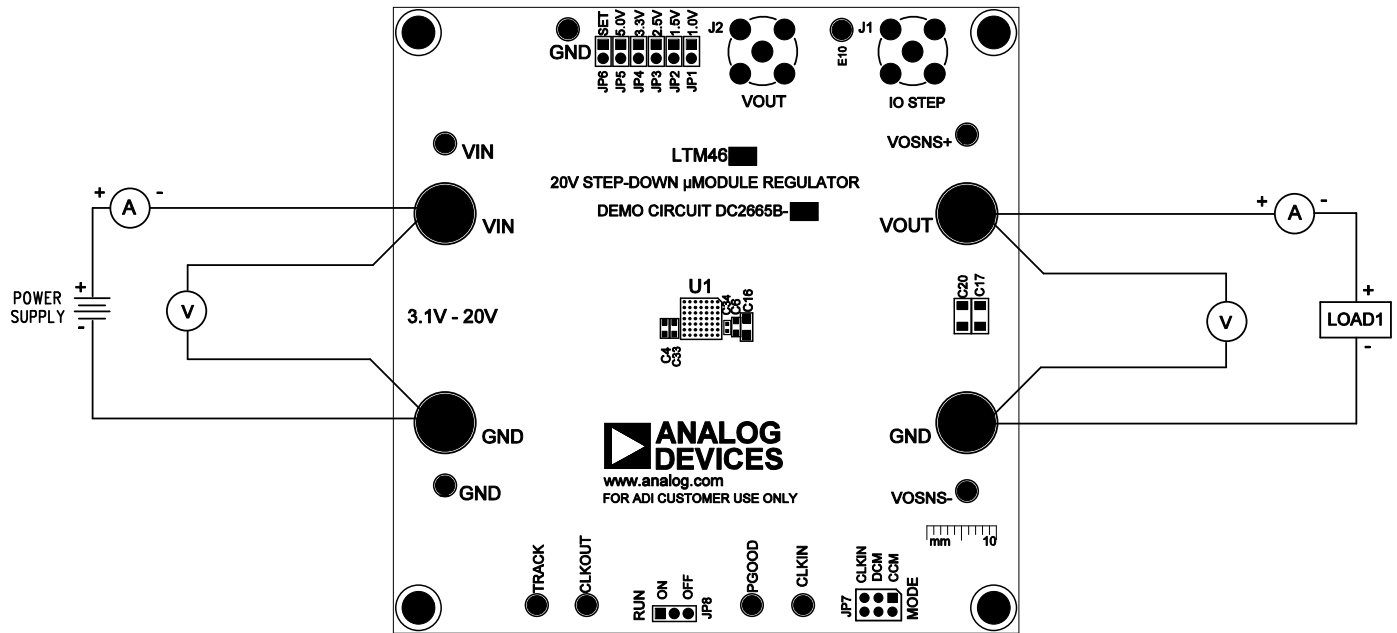 SET
5.0V
3.3V
2.5V
1.5V
1.0V
GND
JP6
JP5
JP4
JP3
JP2
JP1
J2
VOUT
E10
J1
IO STEP
VIN
VOSNS+
LTM46
20V STEP-DOWN µMODULE REGULATOR
DEMO CIRCUIT DC2665B-
+ A -
VIN
VOUT
+ A -
POWER
SUPPLY
+
-
V
3.1V - 20V
U1
C4
C33
C34
C6
C16
C20
C17
V
+
LOAD1
-
GND
GND
ANALOG
DEVICES
www.analog.com
FOR ADI CUSTOMER USE ONLY
GND
VOSNS-
mm 10
TRACK
CLKOUT
RUN
ON
OFF
JP8
PGOOD
CLKIN
JP7
CLKIN
DCM
CCM
MODE